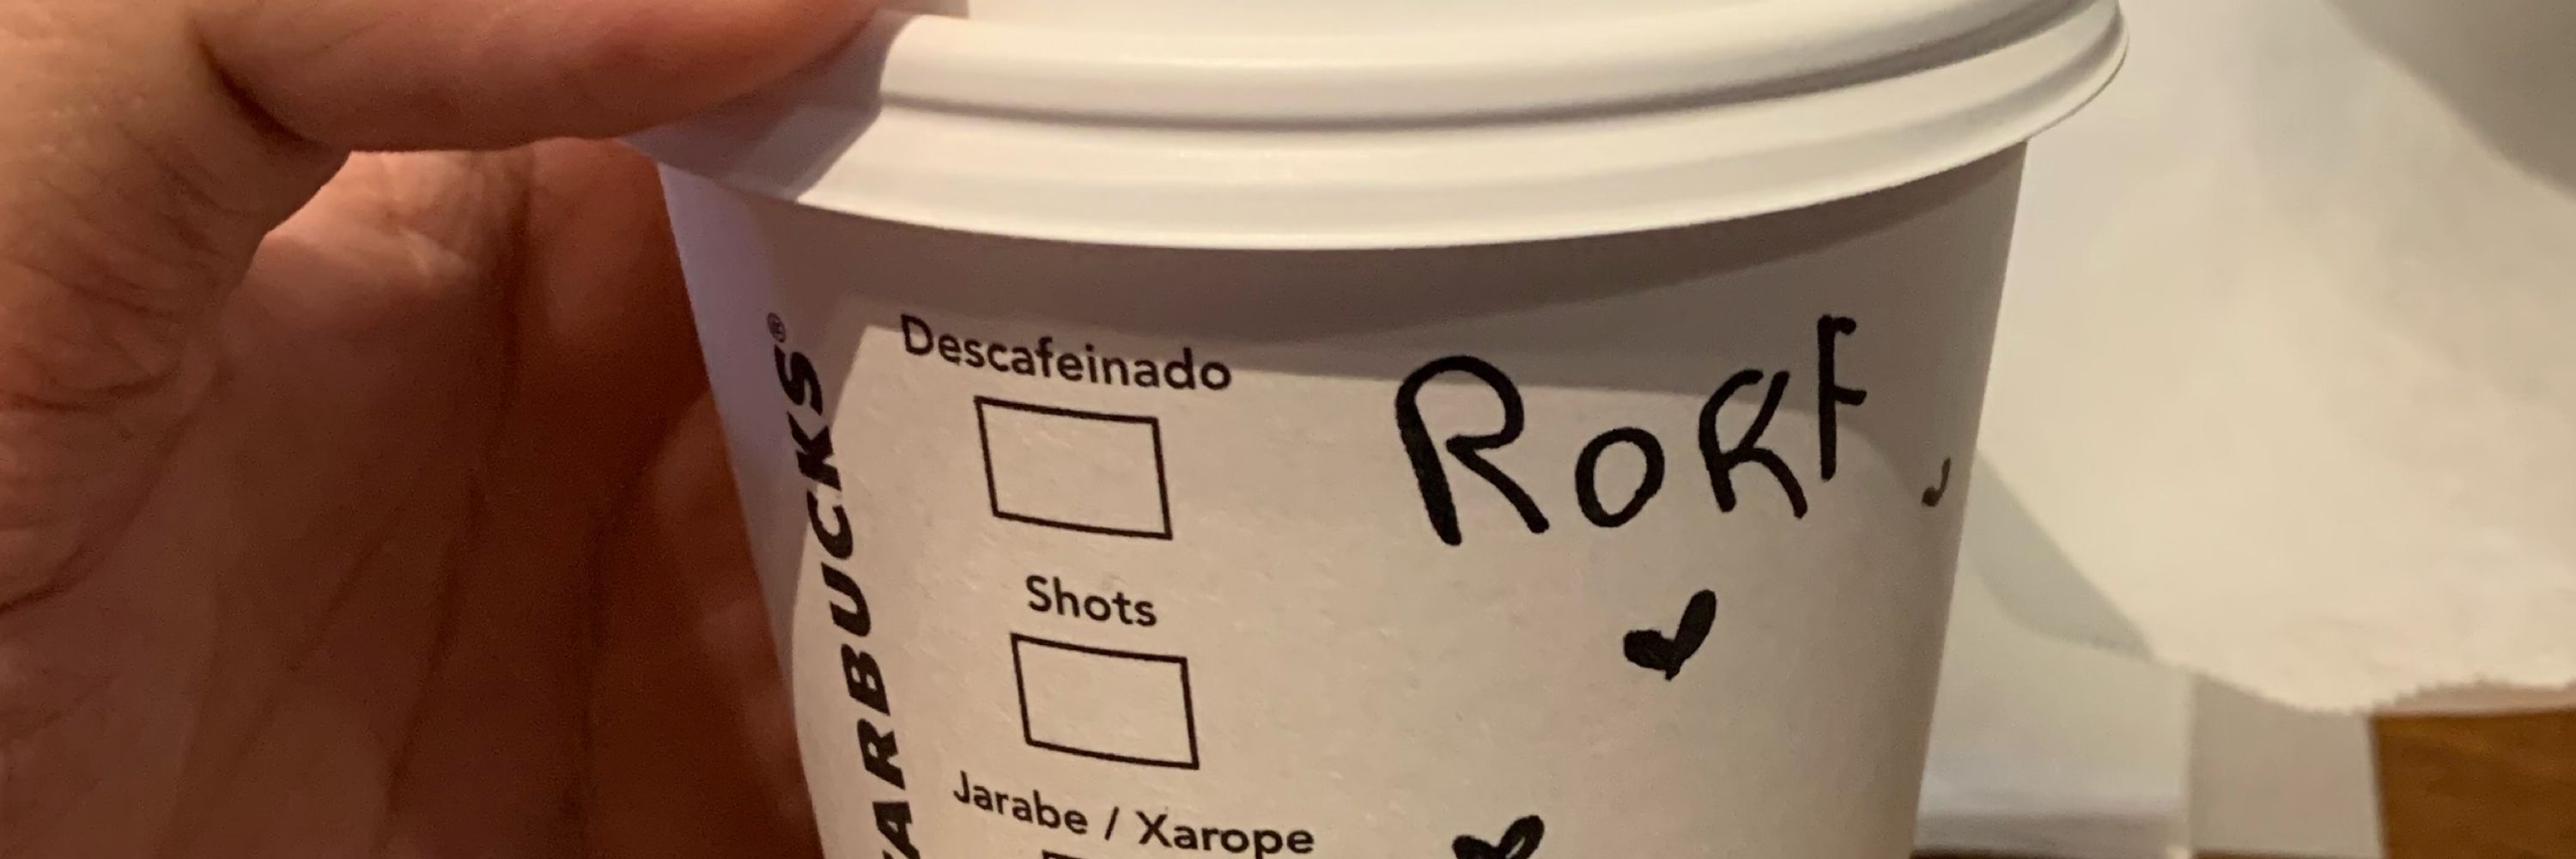 STARBUCKS®
Descafeinado
Shots
Jarabe / Xarope
RORF